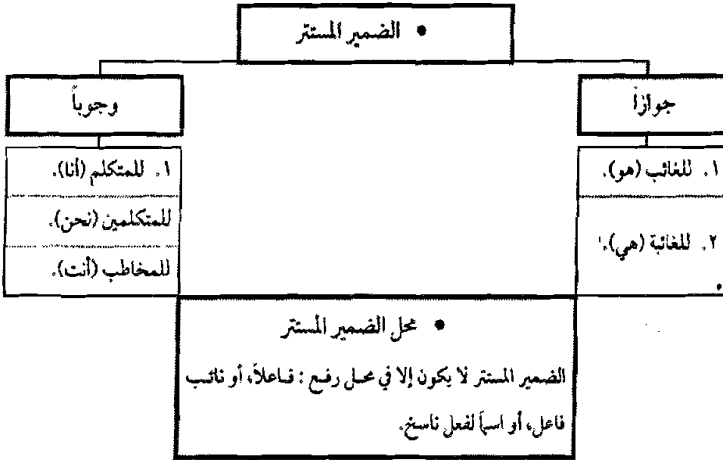 • الضمير المستتر
جوازاً
١. للغائب (هو).
٢. للغائبة (هي).
وجوباً
١. للمتكلم (أنا).
للمتكلمين (نحن).
للمخاطب (أنت).
• محل الضمير المستتر
الضمير المستتر لا يكون إلا في محل رفع : فاعلاً، أو نائب
فاعل، أو اسماً لفعل ناسخ.